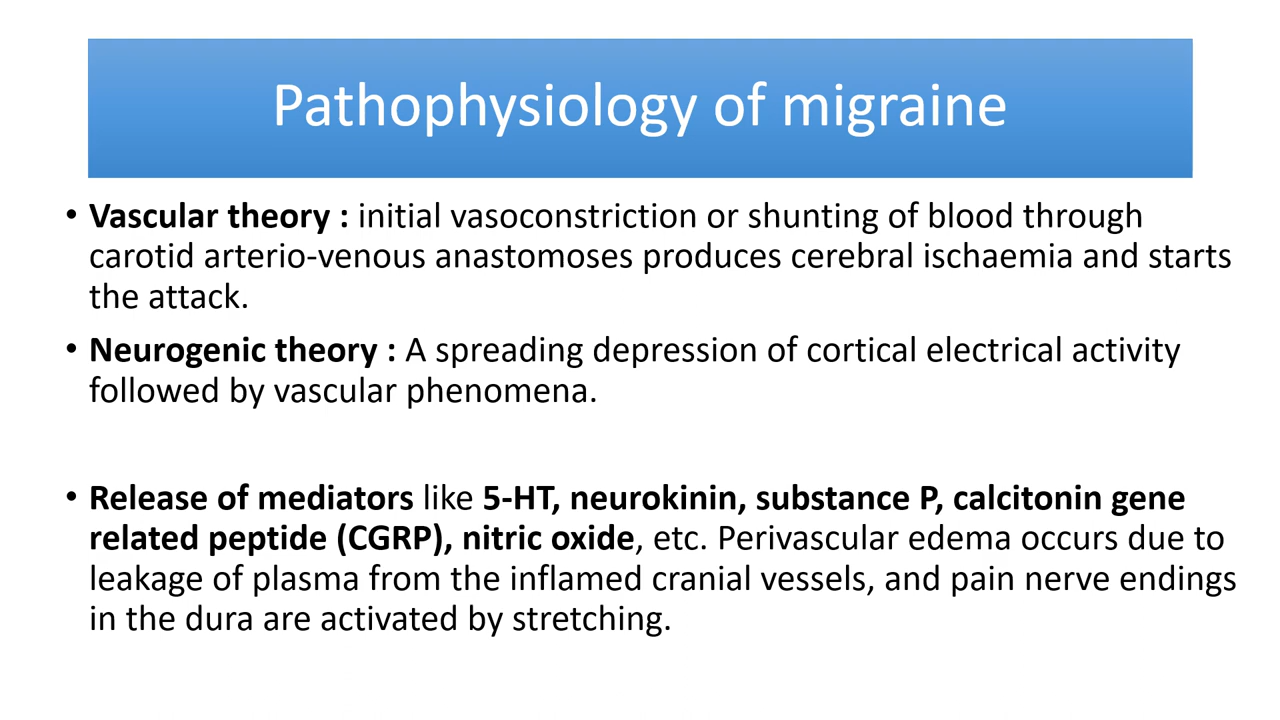 Pathophysiology of migraine
• Vascular theory : initial vasoconstriction or shunting of blood through
carotid arterio-venous anastomoses produces cerebral ischaemia and starts
the attack.
• Neurogenic theory : A spreading depression of cortical electrical activity
followed by vascular phenomena.
• Release of mediators like 5-HT, neurokinin, substance P, calcitonin gene
related peptide (CGRP), nitric oxide, etc. Perivascular edema occurs due to
leakage of plasma from the inflamed cranial vessels, and pain nerve endings
in the dura are activated by stretching.